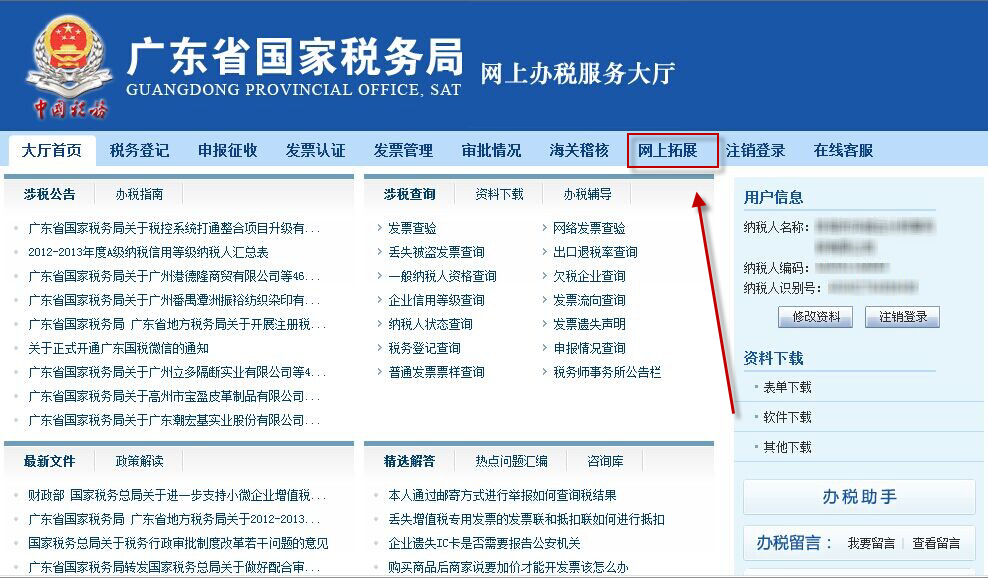 广东省国家税务局
GUANGDONG PROVINCIAL OFFICE, SAT
网上办税服务大厅
中国税务
大厅首页 税务登记 申报征收 发票认证 发票管理 审批情况 海关稽核 网上拓展 注销登录 在线客服
涉税公告 办税指南
广东省国家税务局关于税控系统打通整合项目升级有...
2012-2013年度A级纳税信用等级纳税人汇总表
广东省国家税务局关于广州港德隆商贸有限公司等46...
广东省国家税务局关于广州番禺潭洲振裕纺织染印有...
广东省国家税务局 广东省地方税务局关于开展注册税...
关于正式开通广东国税微信的通知
广东省国家税务局关于广州立多隔断实业有限公司等4...
广东省国家税务局关于高州市宝盈皮革制品有限公司...
广东省国家税务局关于广东潮宏基实业股份有限公司...
涉税查询 资料下载 办税辅导
发票查验 网络发票查验
丢失被盗发票查询 出口退税率查询
一般纳税人资格查询 欠税企业查询
企业信用等级查询 发票流向查询
纳税人状态查询 发票遗失声明
税务登记查询 申报情况查询
普通发票票样查询 税务师事务所公告栏
用户信息
纳税人名称：
纳税人编码：
纳税人识别号：
修改资料 注销登录
资料下载
表单下载
软件下载
其他下载
办税助手
办税留言： 我要留言 | 查看留言
最新文件 政策解读
财政部 国家税务总局关于进一步支持小微企业增值税...
广东省国家税务局 广东省地方税务局关于2012-2013...
国家税务总局关于税务行政审批制度改革若干问题的意见
广东省国家税务局转发国家税务总局关于做好配合审...
精选解答 热点问题汇编 咨询库
本人通过邮寄方式进行举报如何查询税结果
丢失增值税专用发票的发票联和抵扣联如何进行抵扣
企业遗失IC卡是否需要报告公安机关
购买商品后商家说要加价才能开发票该怎么办